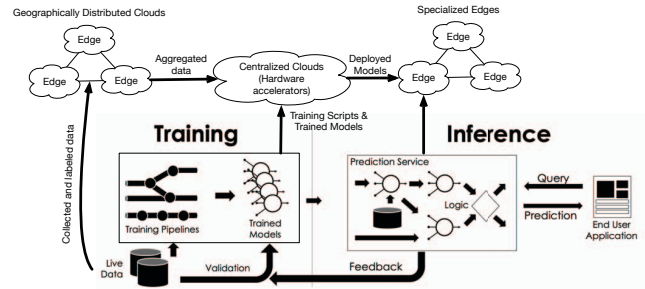 Geographically Distributed Clouds
Specialized Edges
Edge
Edge
Edge
Aggregated
data
Centralized Clouds
(Hardware
accelerators)
Deployed
Models
Edge
Edge
Edge
Training Scripts &
Trained Models
Collected and labeled data
Training
Inference
Training Pipelines
Trained
Models
Prediction Service
Logic
Query
Prediction
End User
Application
Live
Data
Validation
Feedback